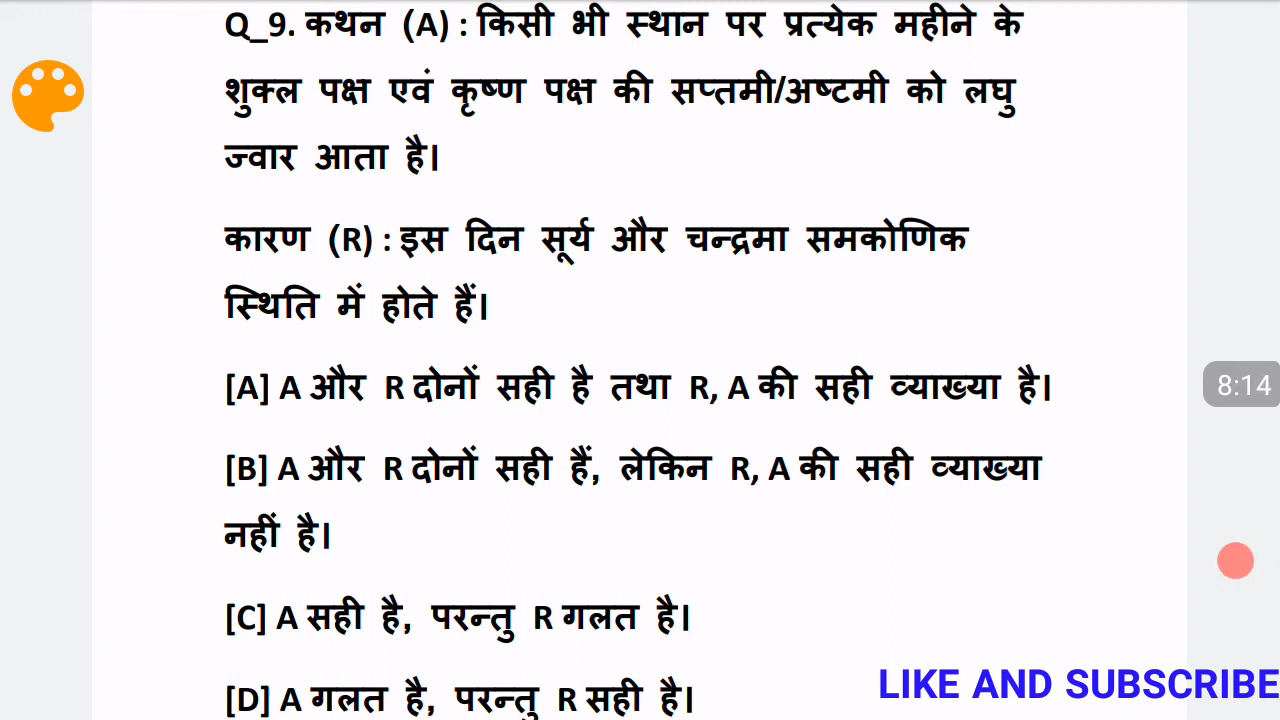 Q_9. कथन (A) : किसी भी स्थान पर प्रत्येक महीने के
शुक्ल पक्ष एवं कृष्ण पक्ष की सप्तमी/अष्टमी को लघु
ज्वार आता है।
कारण (R) : इस दिन सूर्य और चन्द्रमा समकोणिक
स्थिति में होते हैं।
8:14
[A] A और R दोनों सही है तथा R, A की सही व्याख्या है।
[B] A और R दोनों सही हैं, लेकिन R, A की सही व्याख्या
नहीं है।
[C] A सही है, परन्तु R गलत है।
[D] A गलत है, परन्तु R सही है।
LIKE AND SUBSCRIBE